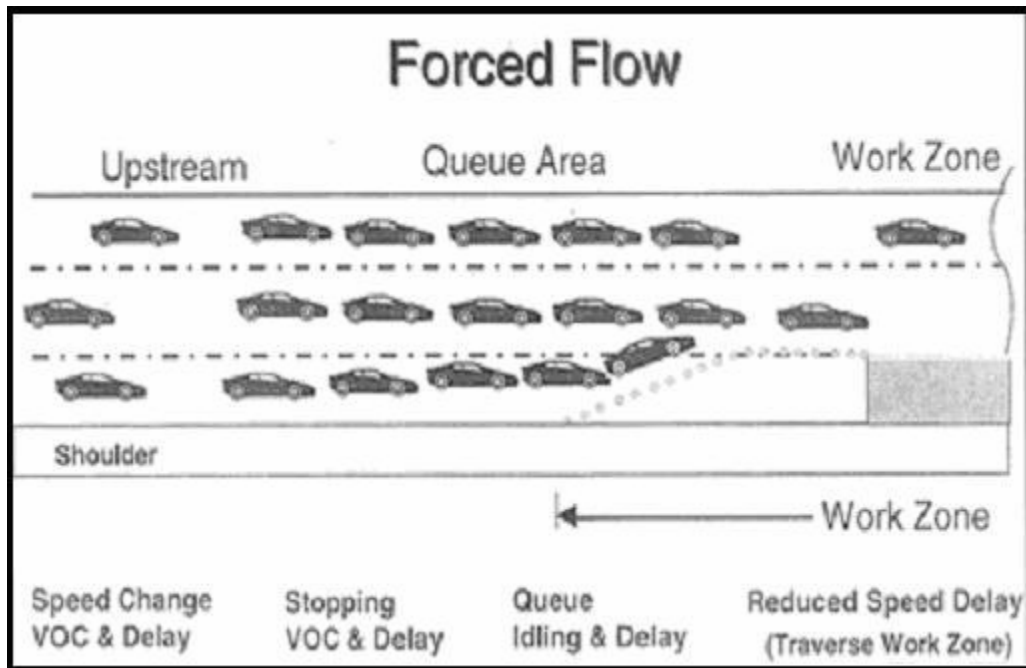 Forced Flow
Upstream
Queue Area
Work Zone
Shoulder
Work Zone
Speed Change
VOC & Delay
Stopping
VOC & Delay
Queue
Idling & Delay
Reduced Speed Delay
(Traverse Work Zone)